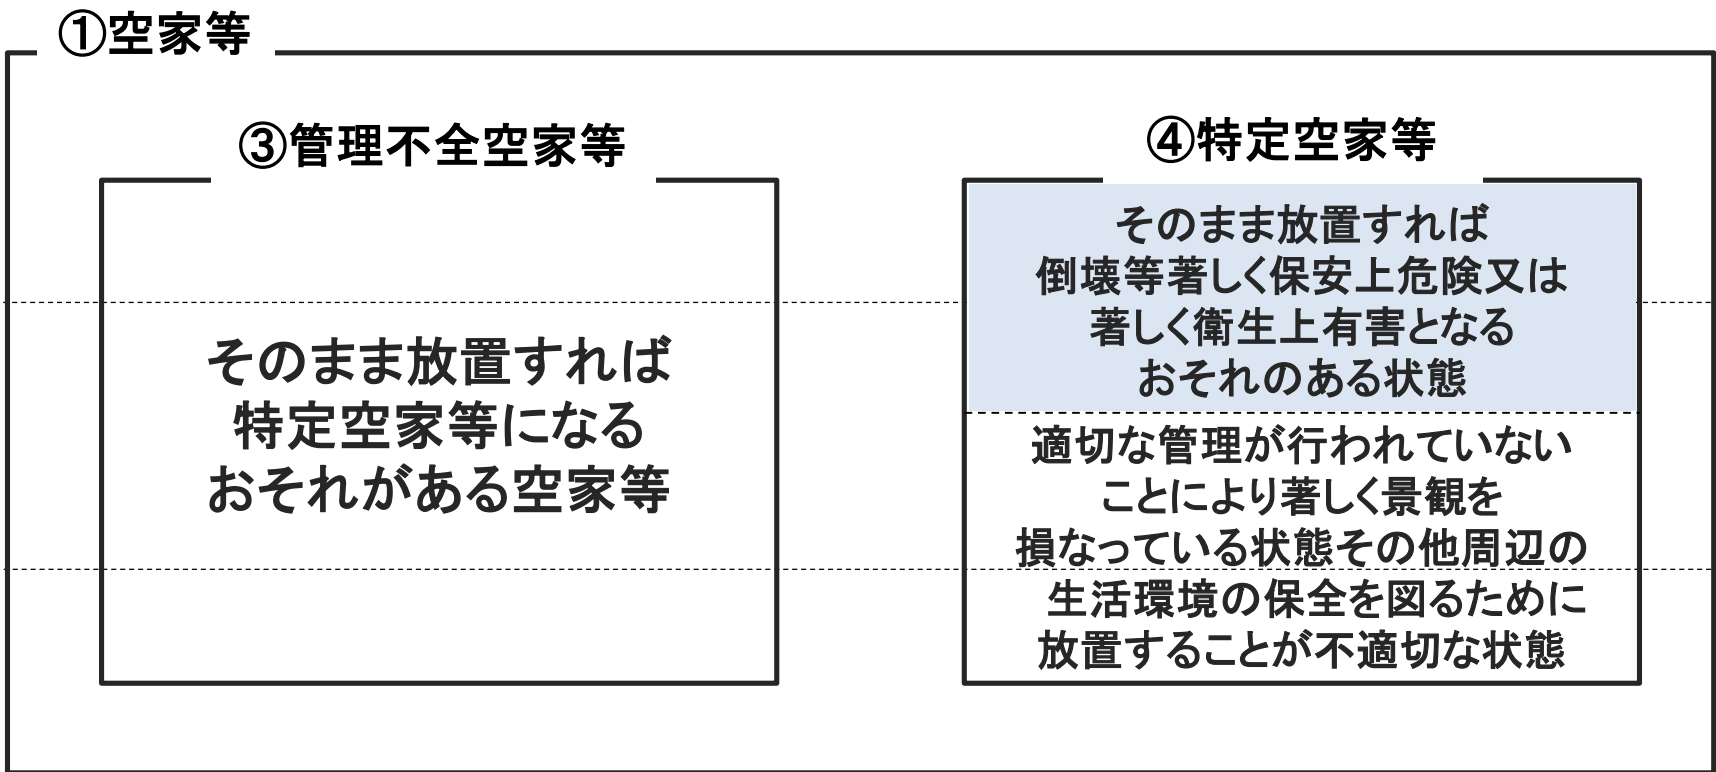 ①空家等
③管理不全空家等
そのまま放置すれば
特定空家等になる
おそれがある空家等
④特定空家等
そのまま放置すれば
倒壊等著しく保安上危険又は
著しく衛生上有害となる
おそれのある状態
適切な管理が行われていない
ことにより著しく景観を
損なっている状態その他周辺の
生活環境の保全を図るために
放置することが不適切な状態